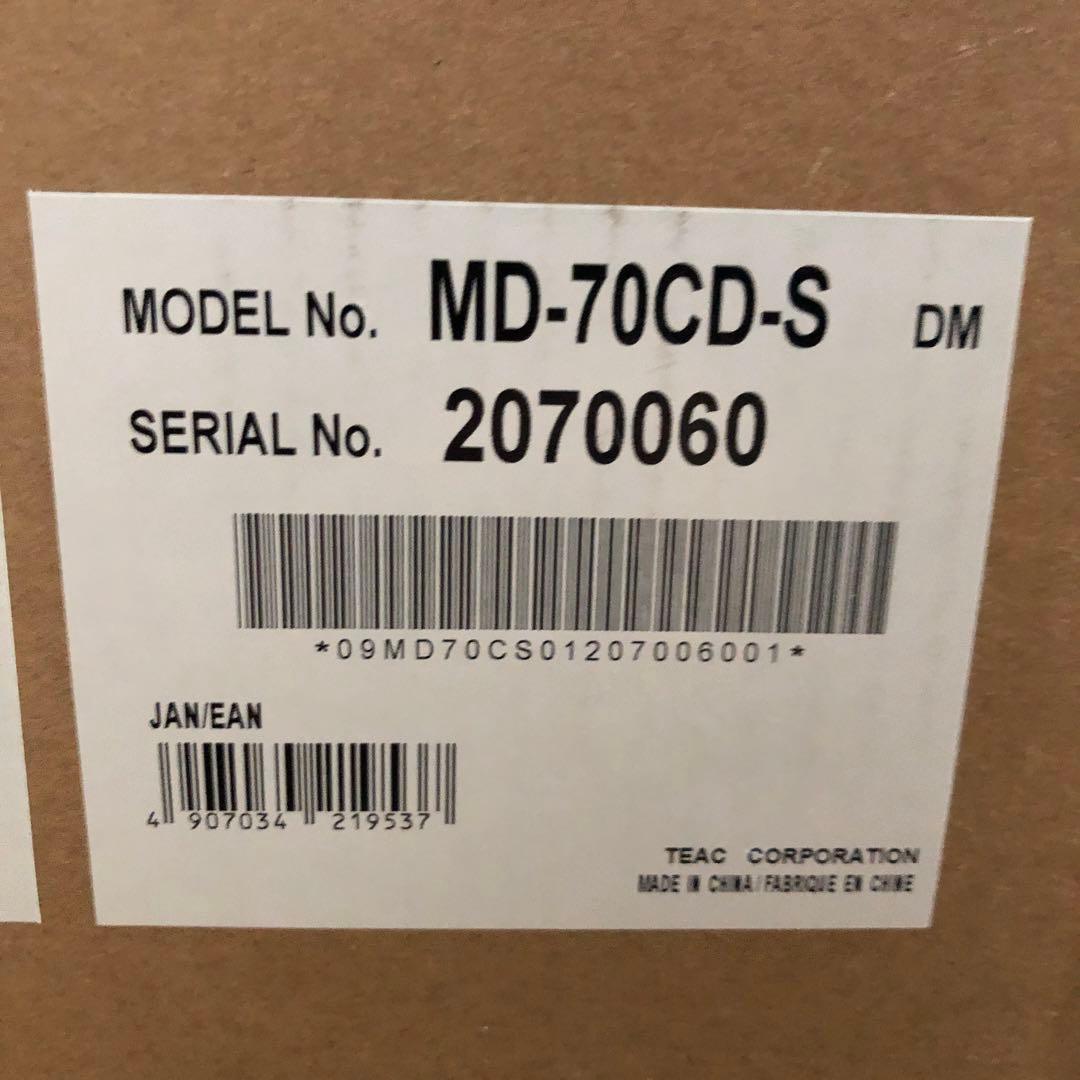 MODEL No. MD-70CD-S DM
SERIAL No. 2070060
*09MD70CS01207006001*
JAN/EAN
4 907034 219537
TEAC CORPORATION
MADE IN CHINA/FABRIQUE EN CHINE